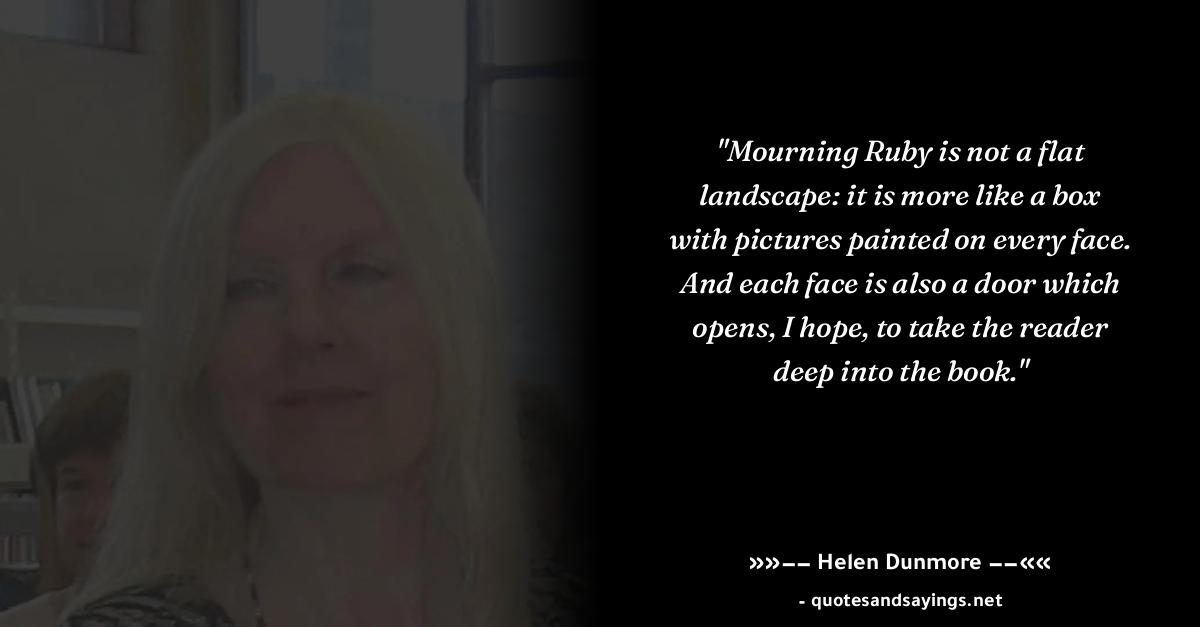 "Mourning Ruby is not a flat
landscape: it is more like a box
with pictures painted on every face.
And each face is also a door which
opens, I hope, to take the reader
deep into the book."
»»−− Helen Dunmore −−««
- quotesandsayings.net